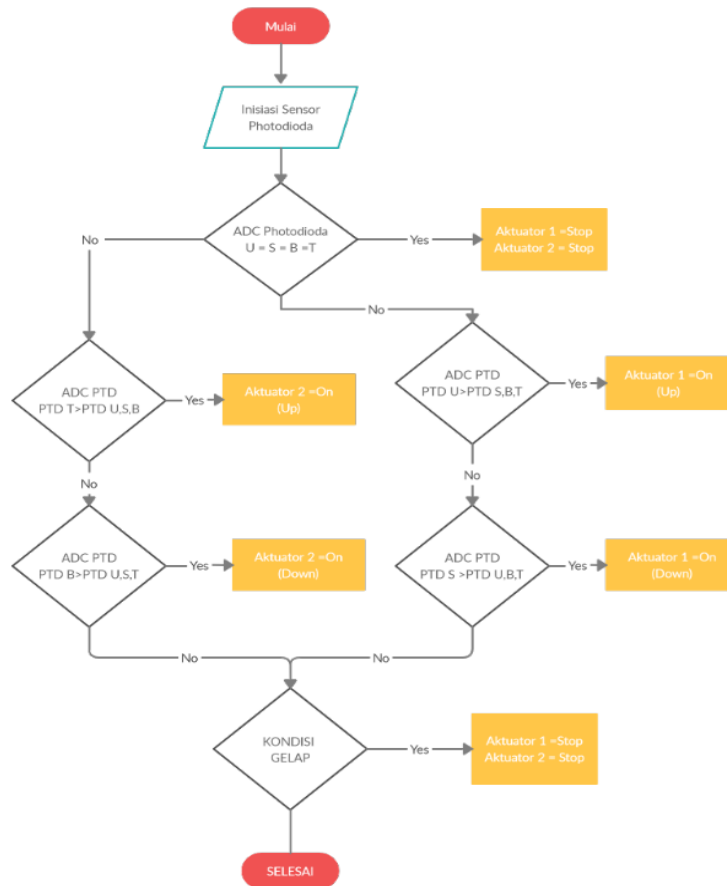 Mulai
Inisiasi Sensor
Photodioda
ADC Photodioda
U = S = B =T
No
Yes
Aktuator 1 =Stop
Aktuator 2 = Stop
No
ADC PTD
PTD T>PTD U,S,B
Yes
Aktuator 2 =On
(Up)
ADC PTD
PTD U>PTD S,B,T
Yes
Aktuator 1 =On
(Up)
No
No
ADC PTD
PTD B>PTD U,S,T
Yes
Aktuator 2 =On
(Down)
ADC PTD
PTD S >PTD U,B,T
Yes
Aktuator 1 =On
(Down)
No
No
KONDISI
GELAP
Yes
Aktuator 1 =Stop
Aktuator 2 = Stop
SELESAI